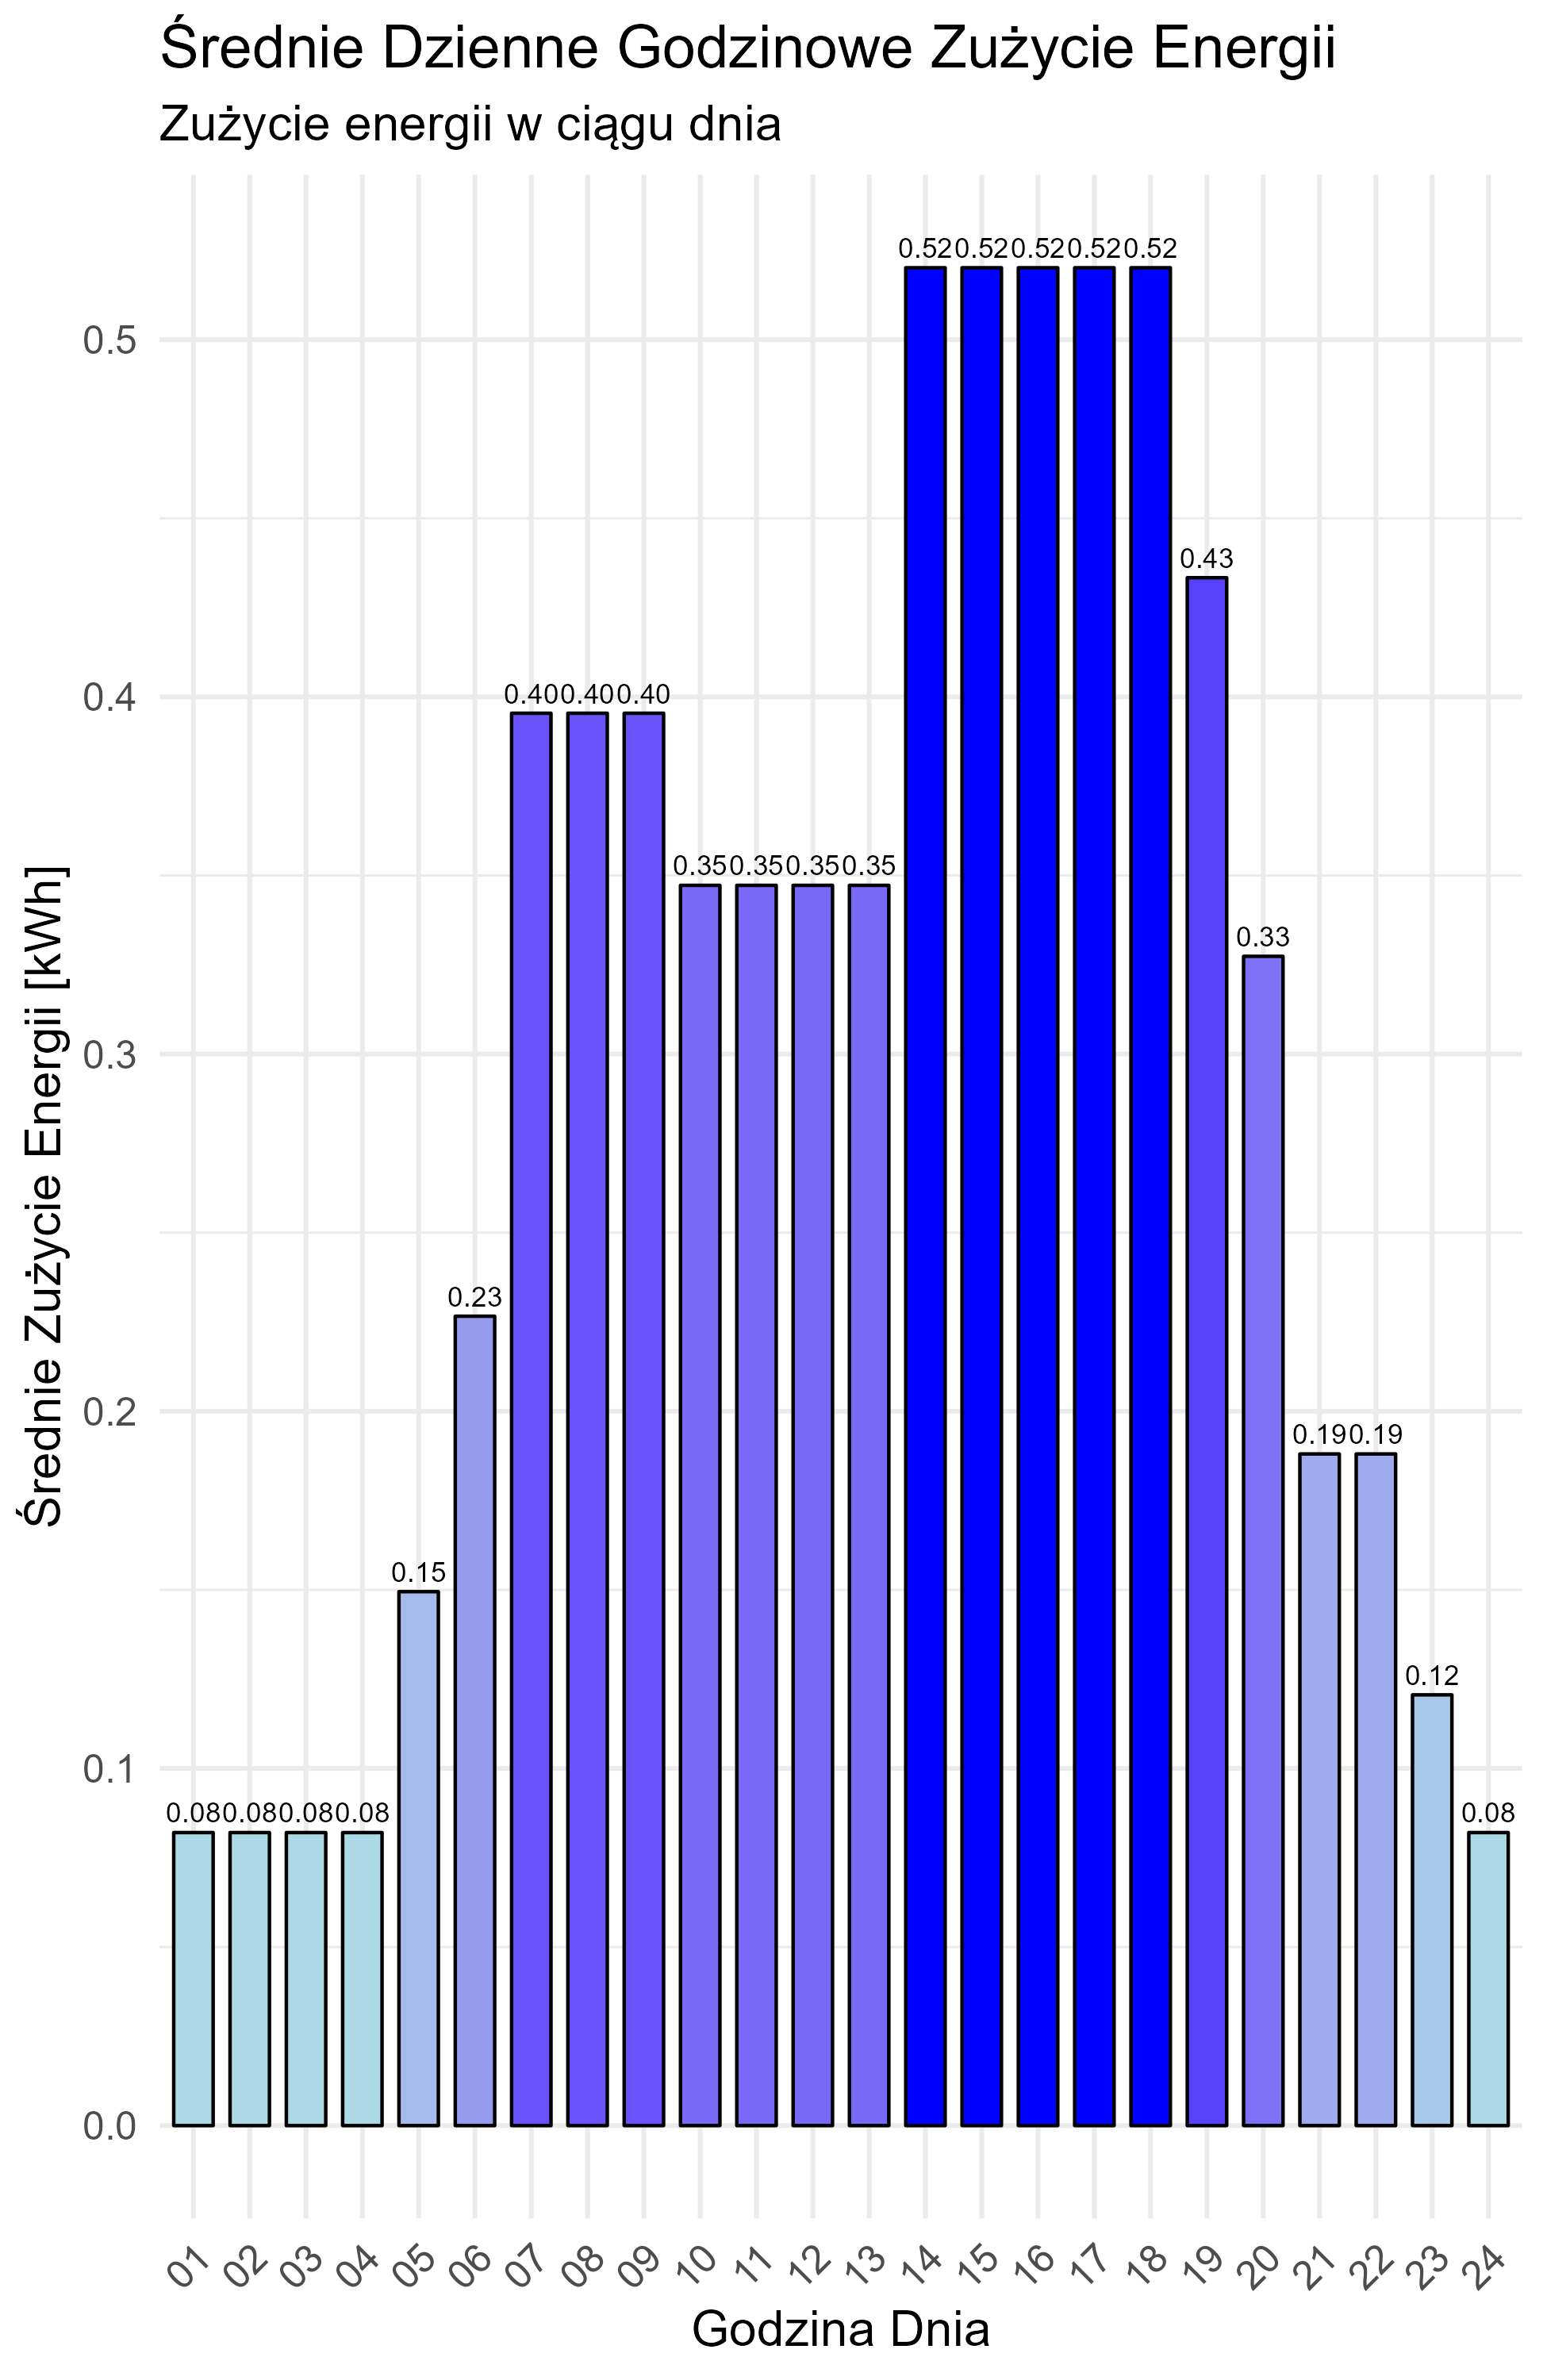 Średnie Dzienne Godzinowe Zużycie Energii
Zużycie energii w ciągu dnia
0.52 0.52 0.52 0.52 0.52
0.5
0.43
0.40 0.40 0.40
0.4
0.35 0.35 0.35 0.35
0.33
0.3
0.23
0.2
0.19 0.19
0.15
0.12
0.1
0.08 0.08 0.08 0.08 0.08
0.0
Średnie Zużycie Energii [kWh]
01 02 03 04 05 06 07 08 09 10 11 12 13 14 15 16 17 18 19 20 21 22 23 24
Godzina Dnia